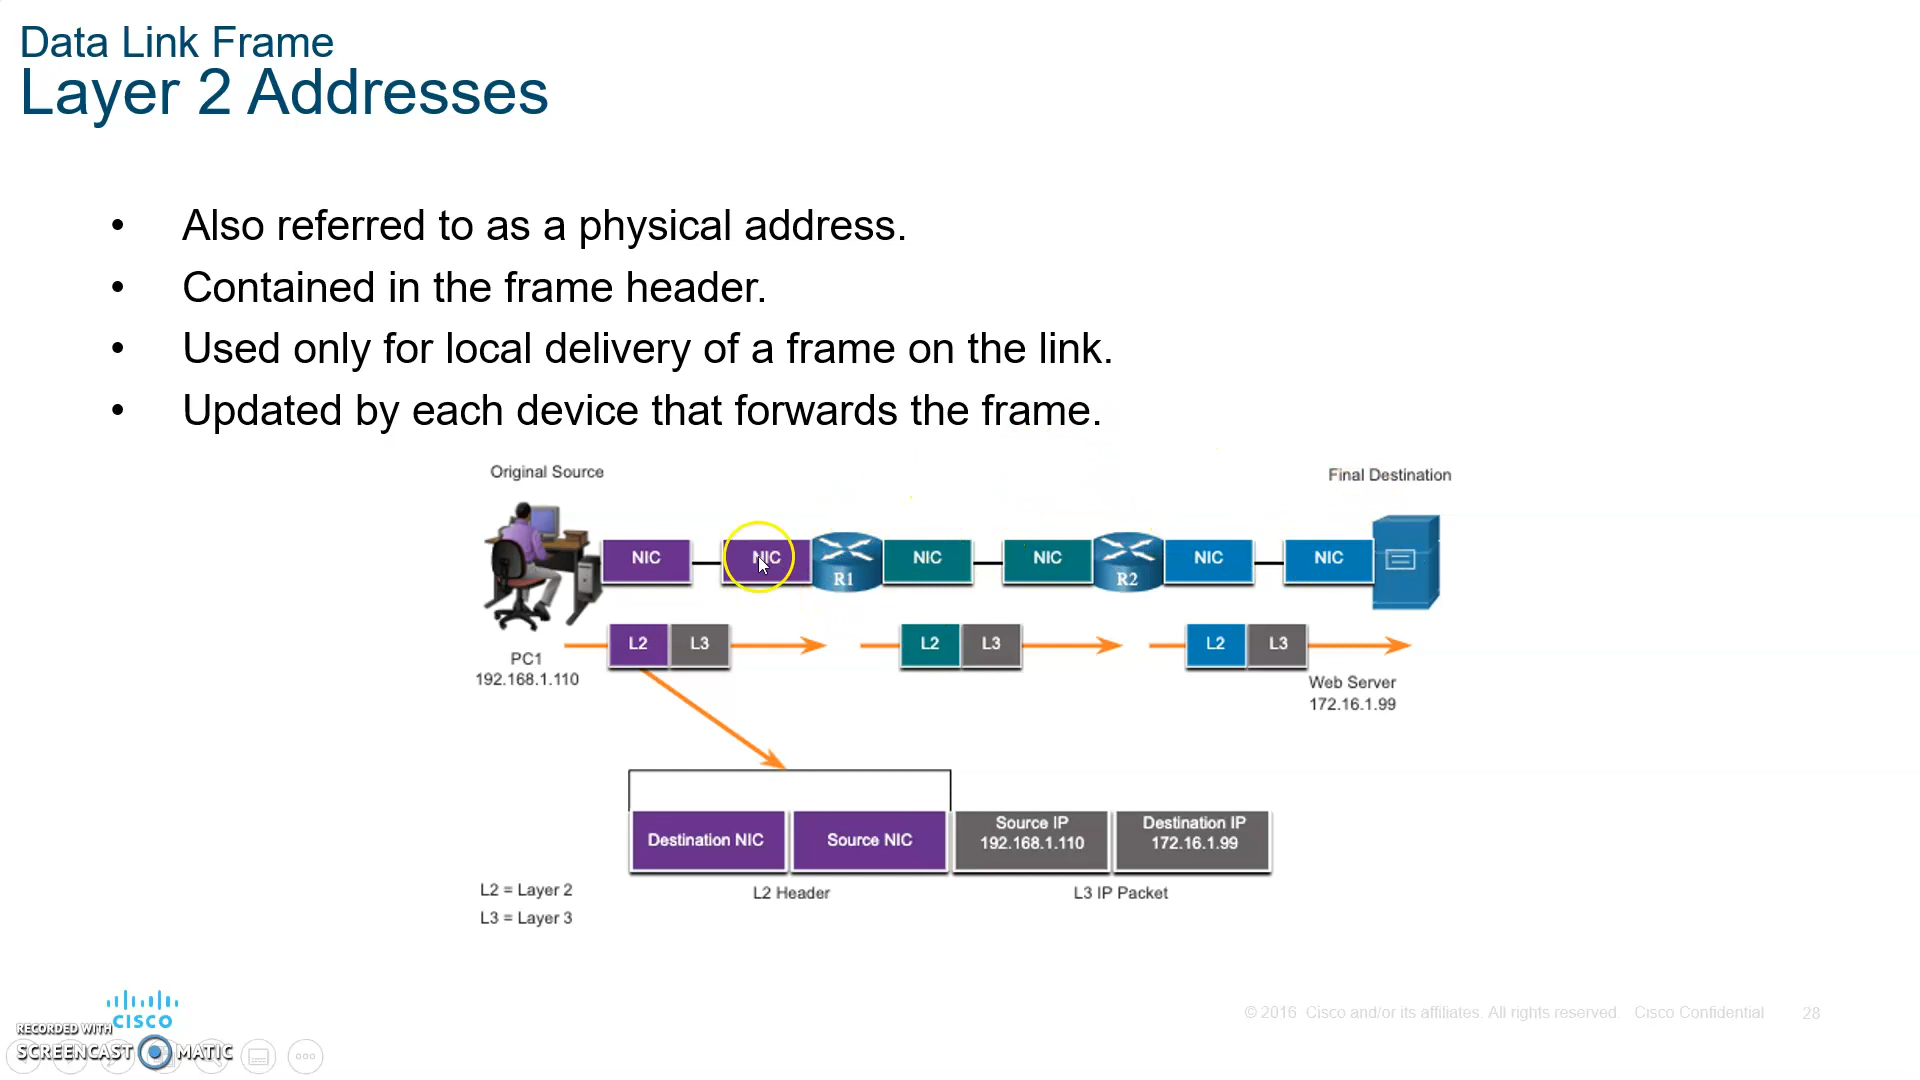 Data Link Frame
Layer 2 Addresses
• Also referred to as a physical address.
• Contained in the frame header.
• Used only for local delivery of a frame on the link.
• Updated by each device that forwards the frame.
Original Source
Final Destination
NIC
NIC
R1
NIC
NIC
R2
NIC
NIC
L2 L3
L2 L3
L2 L3
PC1
192.168.1.110
Web Server
172.16.1.99
Destination NIC
Source NIC
Source IP
192.168.1.110
Destination IP
172.16.1.99
L2 Header
L3 IP Packet
L2 = Layer 2
L3 = Layer 3
CISCO
RECORDED WITH
SCREENCAST MATIC
© 2016 Cisco and/or its affiliates. All rights reserved. Cisco Confidential
28